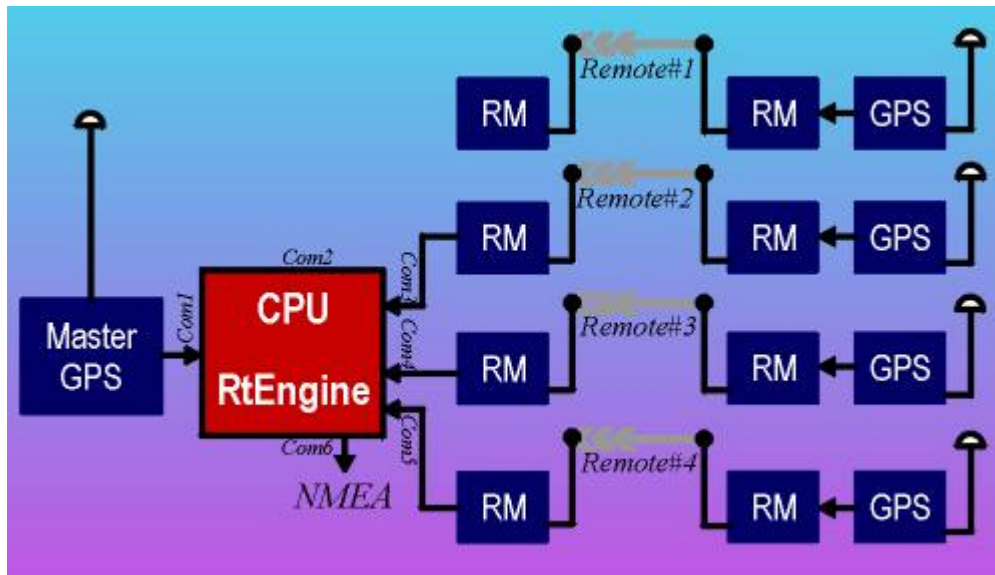 Remote#1
RM
RM
GPS
Remote#2
RM
RM
GPS
Com2
Com3
Com1
CPU
RtEngine
Master
GPS
Remote#3
Com4
RM
RM
GPS
Com6
Com5
NMEA
Remote#4
RM
RM
GPS